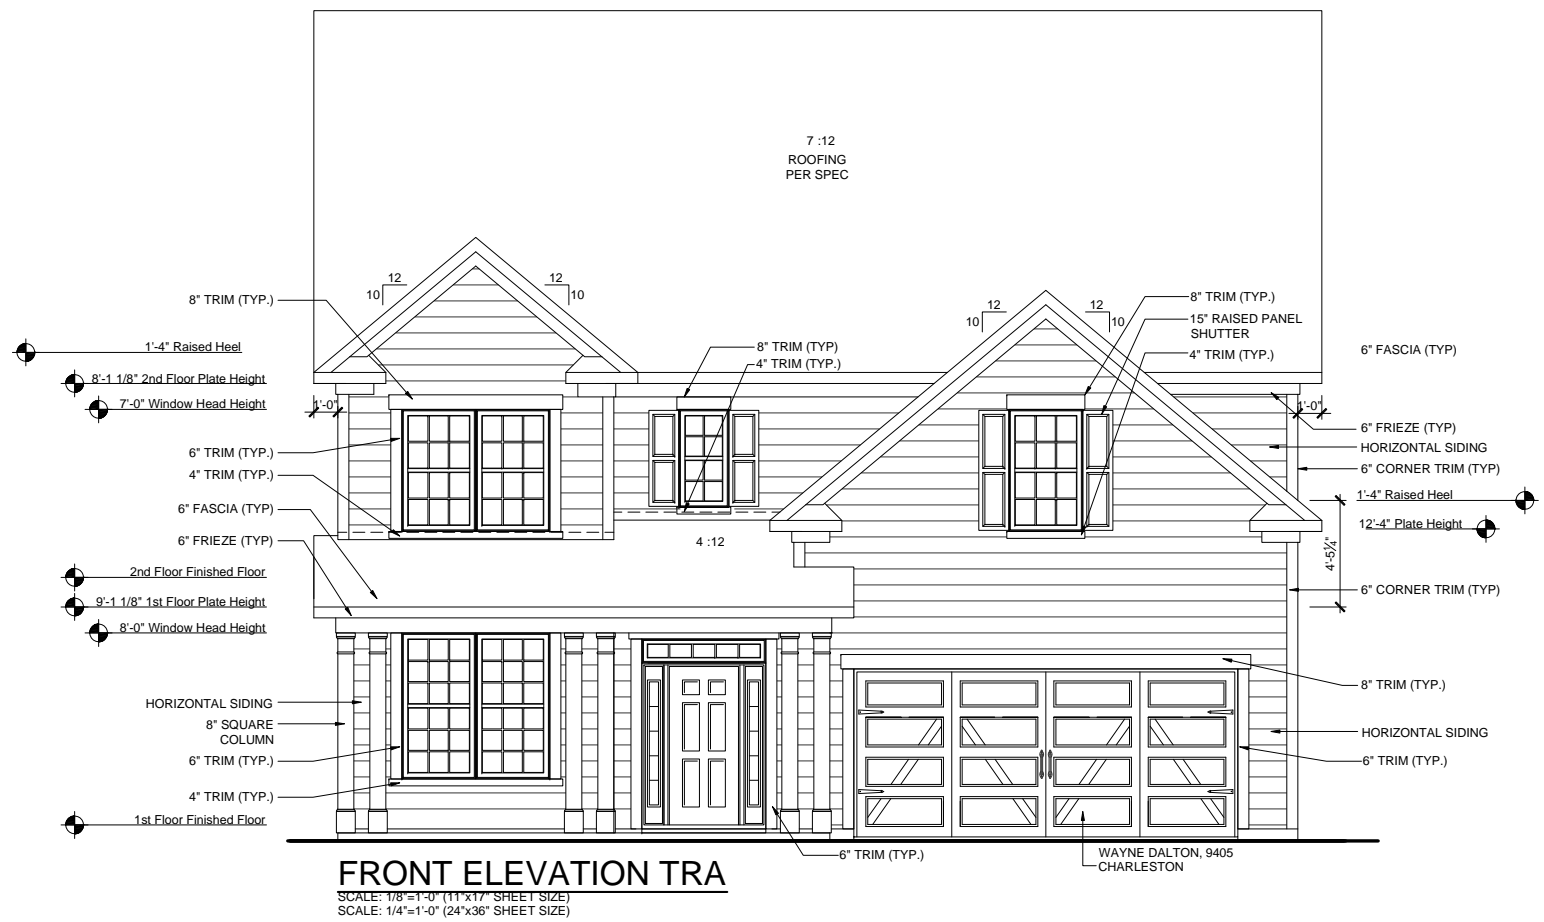 7 :12
ROOFING
PER SPEC
12
10
12
10
12
10
12
10
8" TRIM (TYP.)
1'-4" Raised Heel
8'-1 1/8" 2nd Floor Plate Height
7'-0" Window Head Height
1'-0"
6" TRIM (TYP.)
4" TRIM (TYP.)
6" FASCIA (TYP)
6" FRIEZE (TYP)
2nd Floor Finished Floor
9'-1 1/8" 1st Floor Plate Height
8'-0" Window Head Height
HORIZONTAL SIDING
8" SQUARE
COLUMN
6" TRIM (TYP.)
4" TRIM (TYP.)
1st Floor Finished Floor
8" TRIM (TYP)
4" TRIM (TYP.)
4 :12
8" TRIM (TYP.)
15" RAISED PANEL
SHUTTER
4" TRIM (TYP.)
6" FASCIA (TYP)
1'-0"
6" FRIEZE (TYP)
HORIZONTAL SIDING
6" CORNER TRIM (TYP)
1'-4" Raised Heel
12'-4" Plate Height
4'-5¼"
6" CORNER TRIM (TYP)
8" TRIM (TYP.)
HORIZONTAL SIDING
6" TRIM (TYP.)
6" TRIM (TYP.)
WAYNE DALTON, 9405
CHARLESTON
FRONT ELEVATION TRA
SCALE: 1/8"=1'-0" (11"x17" SHEET SIZE)
SCALE: 1/4"=1'-0" (24"x36" SHEET SIZE)